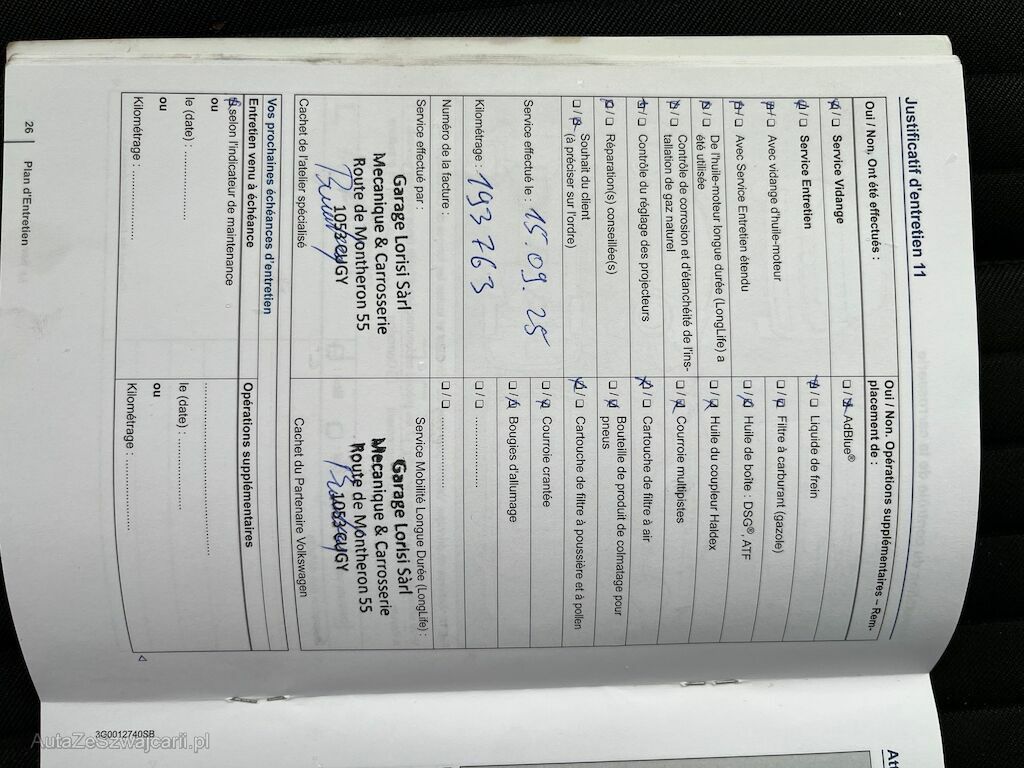 Justificatif d'entretien 11
Oui / Non, Ont été effectués :
☒/☐ Service Vidange
☒/☐ Service Entretien
☒/☐ Avec vidange d'huile-moteur
☒/☐ Avec Service Entretien étendu
☒/☐ De l'huile-moteur longue durée (LongLife) a
été utilisée
☒/☐ Contrôle de corrosion et d'étanchéité de l'ins-
tallation de gaz naturel
☒/☐ Contrôle du réglage des projecteurs
☒/☐ Réparation(s) conseillée(s)
☐/☒ Souhait du client
(à préciser sur l'ordre)
Service effectué le : 15.09.25
Kilométrage : 193763
Numéro de la facture :
Service effectué par :
Garage Lorisi Sàrl
Mecanique & Carrosserie
Route de Montheron 55
1053 CUGY
Cachet de l'atelier spécialisé
Oui / Non. Opérations supplémentaires – Rem-
placement de :
☐/☒ AdBlue®
☒/☐ Liquide de frein
☐/☒ Filtre à carburant (gazole)
☐/☒ Huile de boîte : DSG®, ATF
☐/☒ Huile du coupleur Haldex
☐/☒ Courroie multipistes
☒/☐ Cartouche de filtre à air
☐/☒ Bouteille de produit de colmatage pour
pneus
☒/☐ Cartouche de filtre à poussière et à pollen
☐/☒ Courroie crantée
☐/☒ Bougies d'allumage
☐/☐ ....................
☐/☐ ....................
Service Mobilité Longue Durée (LongLife) :
Garage Lorisi Sàrl
Mecanique & Carrosserie
Route de Montheron 55
1053 CUGY
Cachet du Partenaire Volkswagen
Vos prochaines échéances d'entretien
Entretien venu à échéance
☒ selon l'indicateur de maintenance
ou
le (date) : ....................
ou
Kilométrage : ....................
Opérations supplémentaires
........................................
le (date) : ....................
ou
Kilométrage : ....................
26 Plan d'Entretien
3G0012740SB
AutaZeSzwajcarii.pl